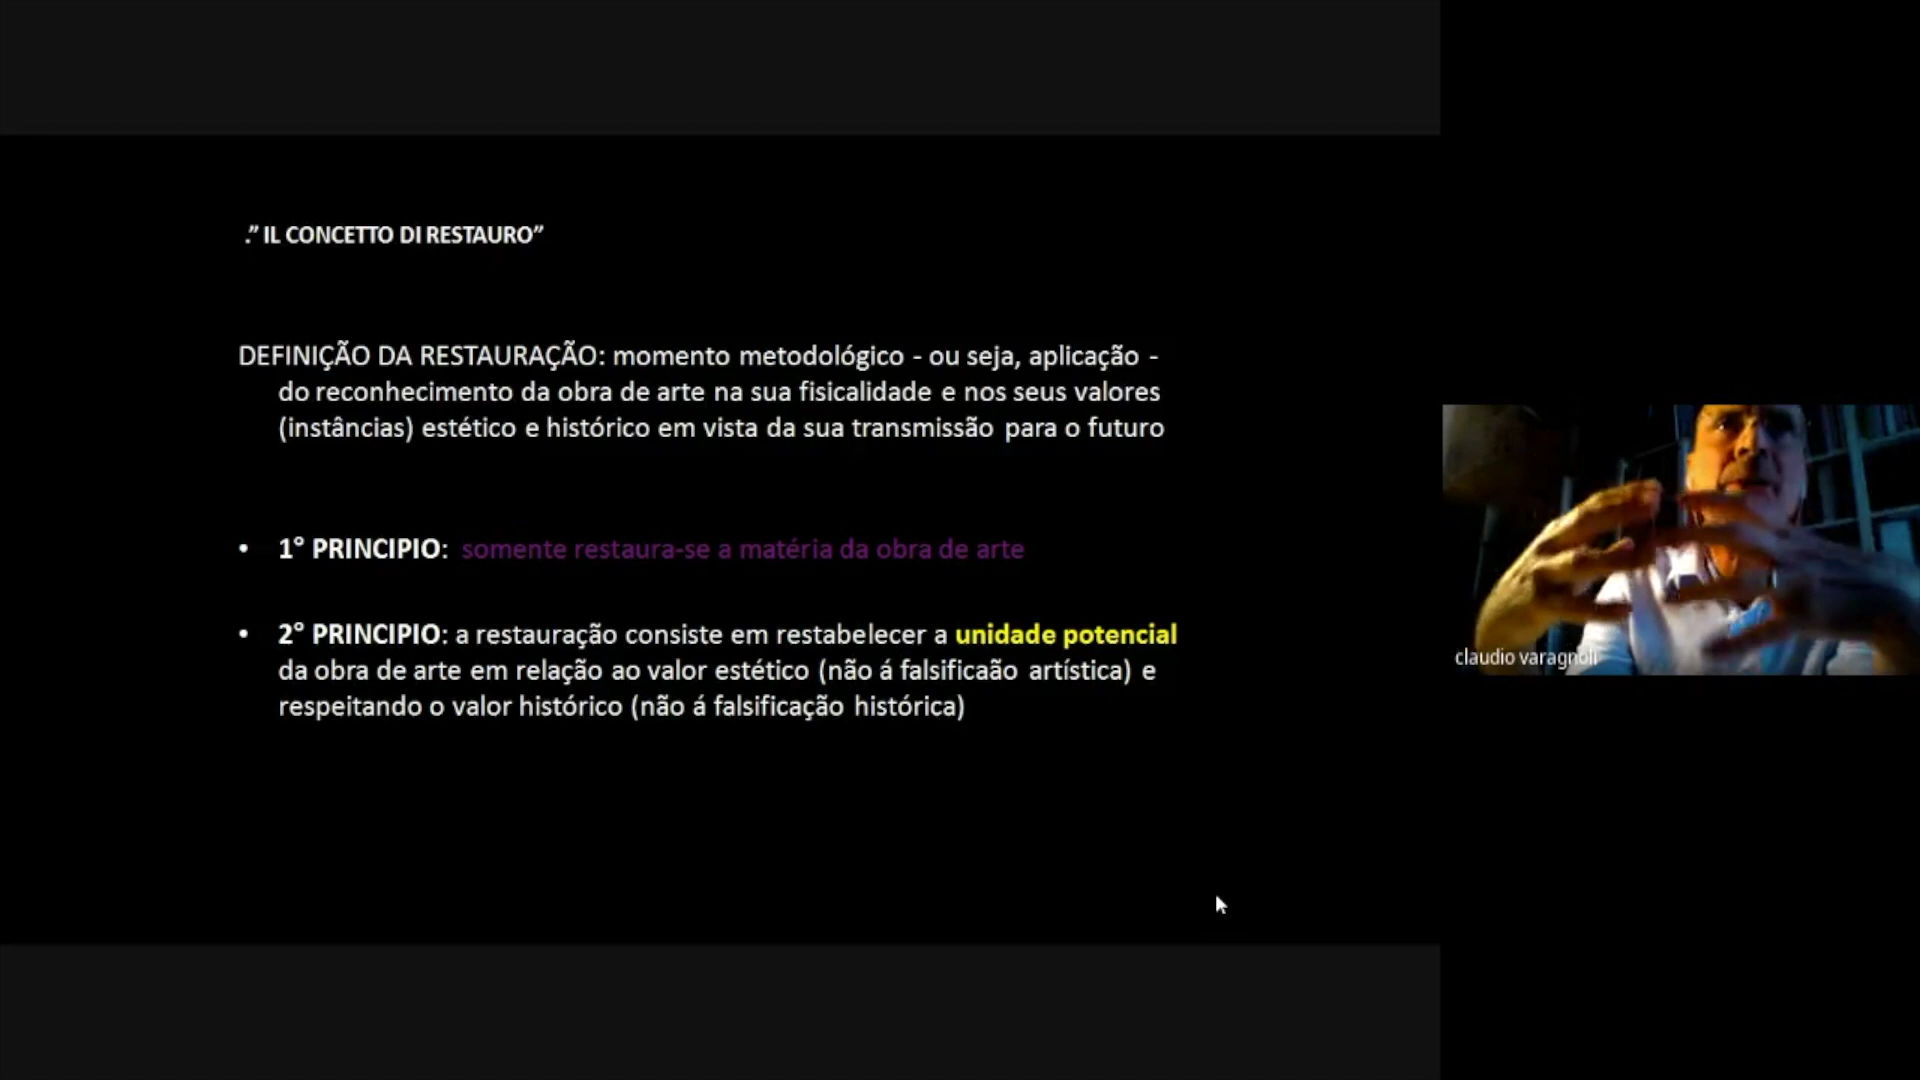 .” IL CONCETTO DI RESTAURO”
DEFINIÇÃO DA RESTAURAÇÃO: momento metodológico - ou seja, aplicação -
do reconhecimento da obra de arte na sua fisicalidade e nos seus valores
(instâncias) estético e histórico em vista da sua transmissão para o futuro
• 1° PRINCIPIO: somente restaura-se a matéria da obra de arte
• 2° PRINCIPIO: a restauração consiste em restabelecer a unidade potencial
da obra de arte em relação ao valor estético (não á falsificaão artística) e
respeitando o valor histórico (não á falsificação histórica)
claudio varagnoli